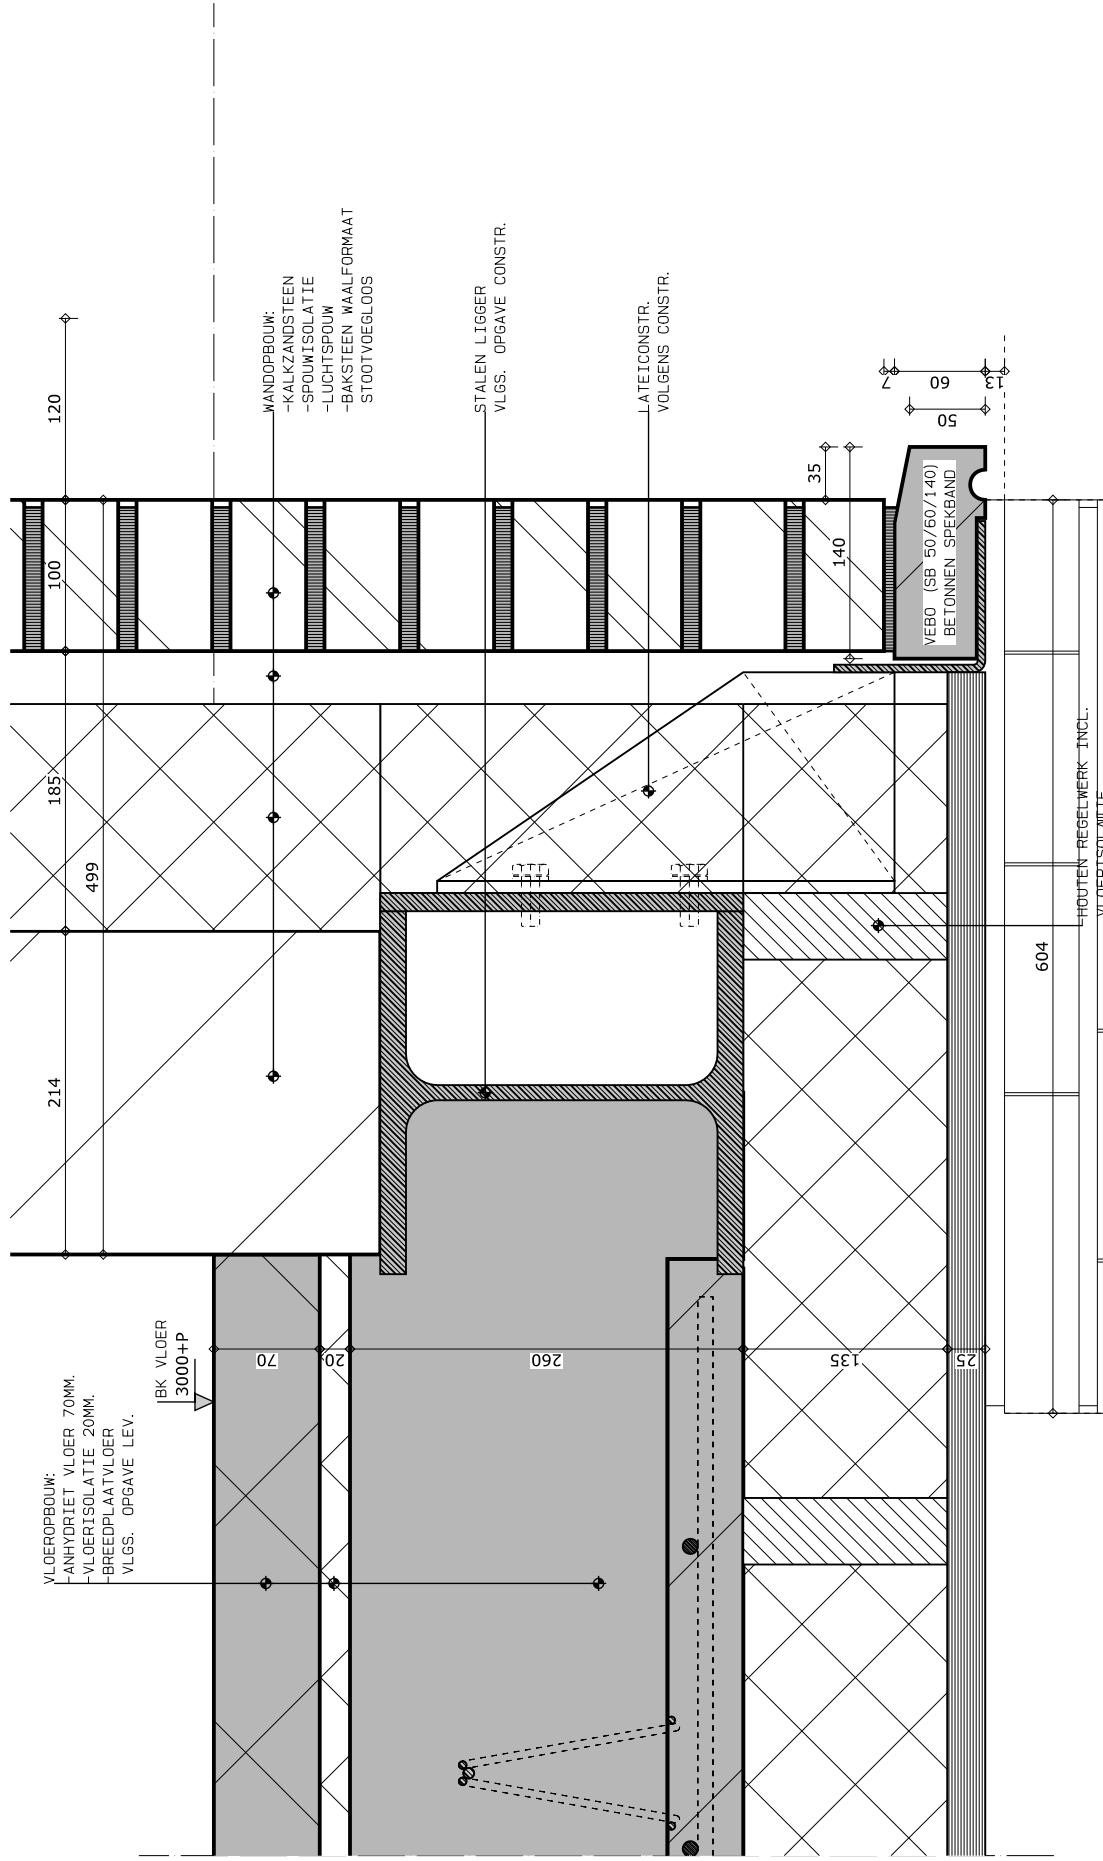 WANDOPBOUW:
-KALKZANDSTEEN
-SPOUWISOLATIE
-LUCHTSPOUW
-BAKSTEEN WAALFORMAAT
STOOTVOEGLOOS
STALEN LIGGER
VLGS. OPGAVE CONSTR.
LATEICONSTR.
VOLGENS CONSTR.
120
100
185
499
214
35
140
7
60
13
50
VEBO (SB 50/60/140)
BETONNEN SPEKBAND
HOUTEN REGELWERK INCL.
VLOERISOLATIE
604
VLOEROPBOUW:
-ANHYDRIET VLOER 70MM.
-VLOERISOLATIE 20MM.
-BREEDPLAATVLOER
VLGS. OPGAVE LEV.
BK VLOER
3000+P
70
20
260
135
25